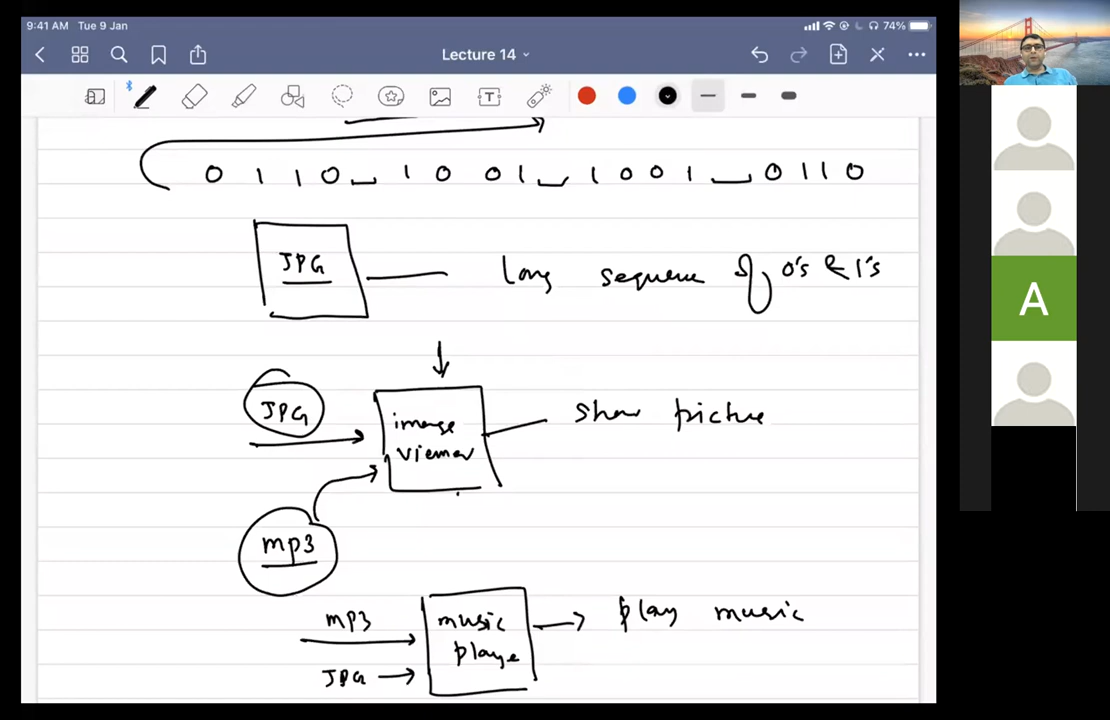 9:41 AM Tue 9 Jan
74%
Lecture 14
0 1 1 0 1 0 0 1 1 0 0 1 0 1 1 0
JPG
Long sequence of 0's & 1's
JPG
image
viewer
show picture
mp3
mp3
JPG
music
playe
play music
A